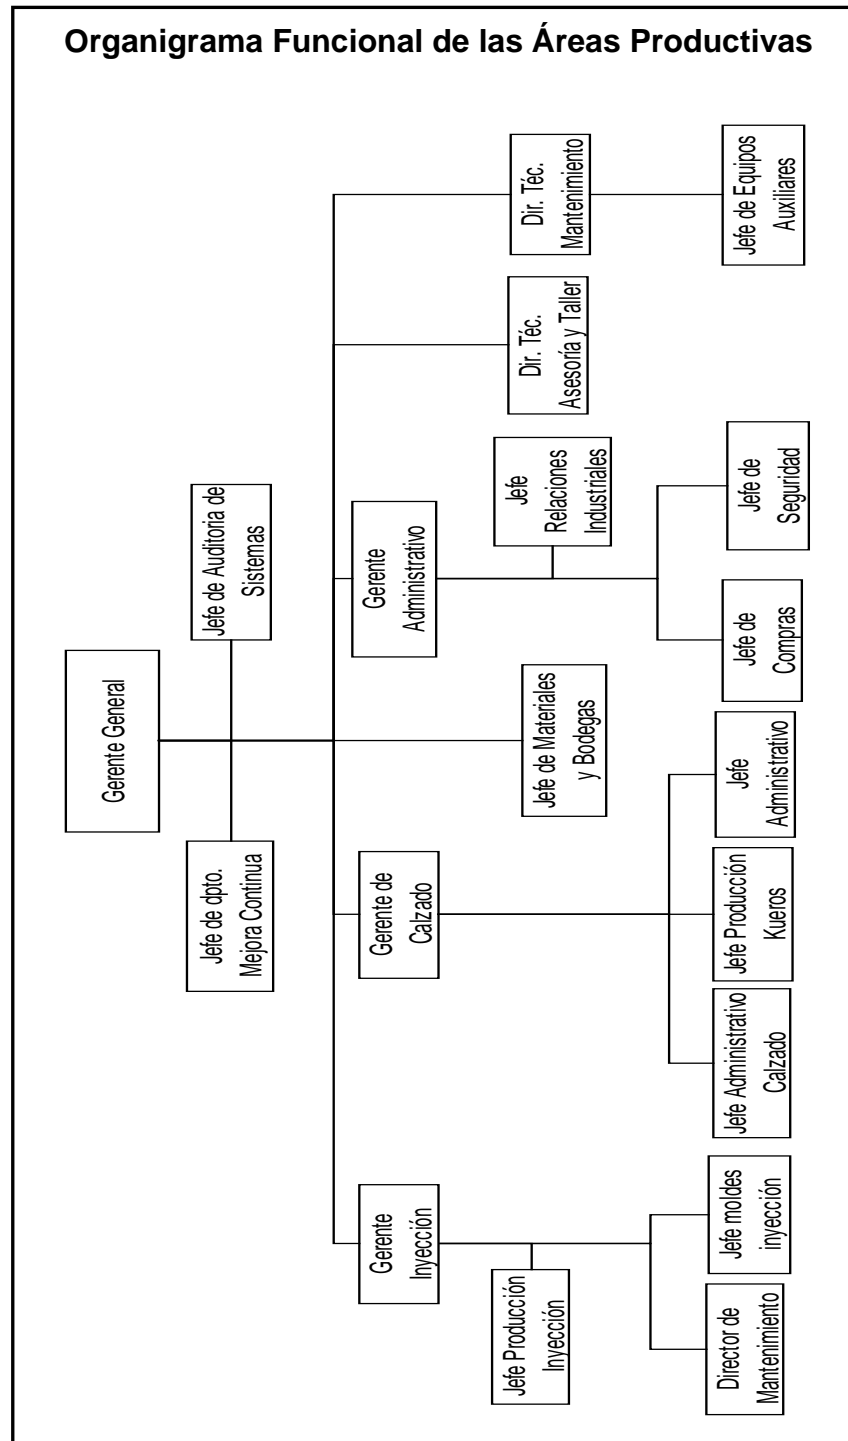 Organigrama Funcional de las Áreas Productivas
Gerente General
Jefe de dpto.
Mejora Continua
Jefe de Auditoria de
Sistemas
Gerente
Inyección
Gerente de
Calzado
Gerente
Administrativo
Jefe Producción
Inyección
Jefe de Materiales
y Bodegas
Jefe
Relaciones
Industriales
Dir. Téc.
Asesoría y Taller
Dir. Téc.
Mantenimiento
Director de
Mantenimiento
Jefe moldes
inyección
Jefe Administrativo
Calzado
Jefe Producción
Kueros
Jefe
Administrativo
Jefe de
Compras
Jefe de
Seguridad
Jefe de Equipos
Auxiliares